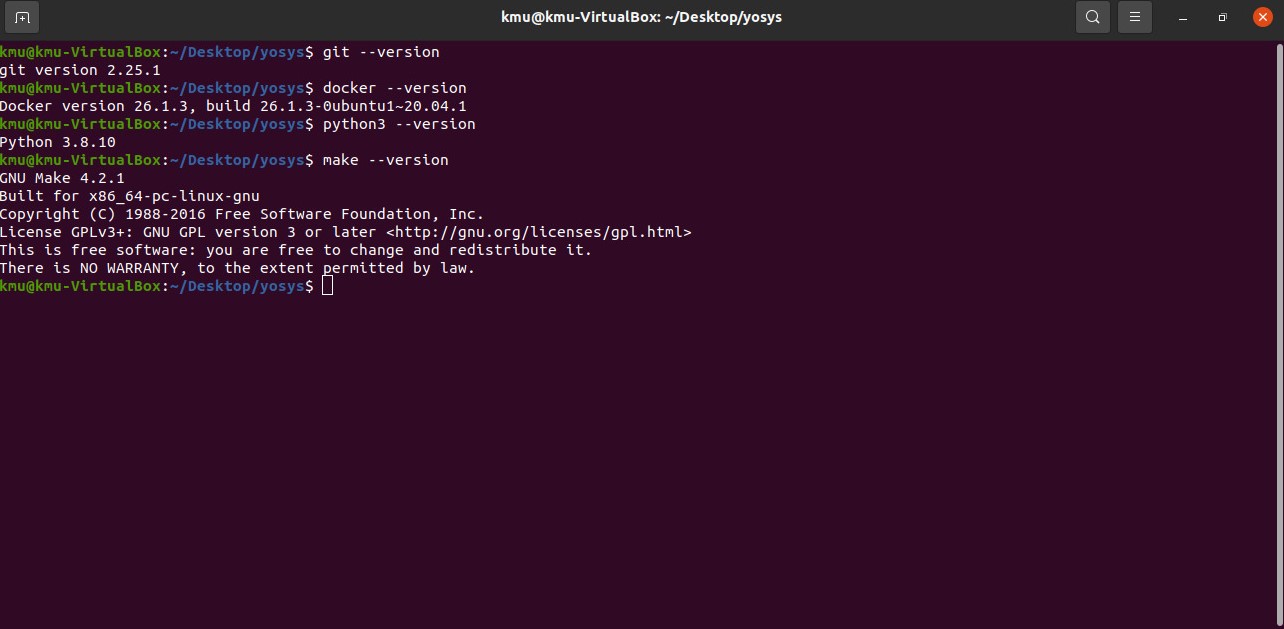 kmu@kmu-VirtualBox: ~/Desktop/yosys
kmu@kmu-VirtualBox:~/Desktop/yosys$ git --version
git version 2.25.1
kmu@kmu-VirtualBox:~/Desktop/yosys$ docker --version
Docker version 26.1.3, build 26.1.3-0ubuntu1~20.04.1
kmu@kmu-VirtualBox:~/Desktop/yosys$ python3 --version
Python 3.8.10
kmu@kmu-VirtualBox:~/Desktop/yosys$ make --version
GNU Make 4.2.1
Built for x86_64-pc-linux-gnu
Copyright (C) 1988-2016 Free Software Foundation, Inc.
License GPLv3+: GNU GPL version 3 or later <http://gnu.org/licenses/gpl.html>
This is free software: you are free to change and redistribute it.
There is NO WARRANTY, to the extent permitted by law.
kmu@kmu-VirtualBox:~/Desktop/yosys$